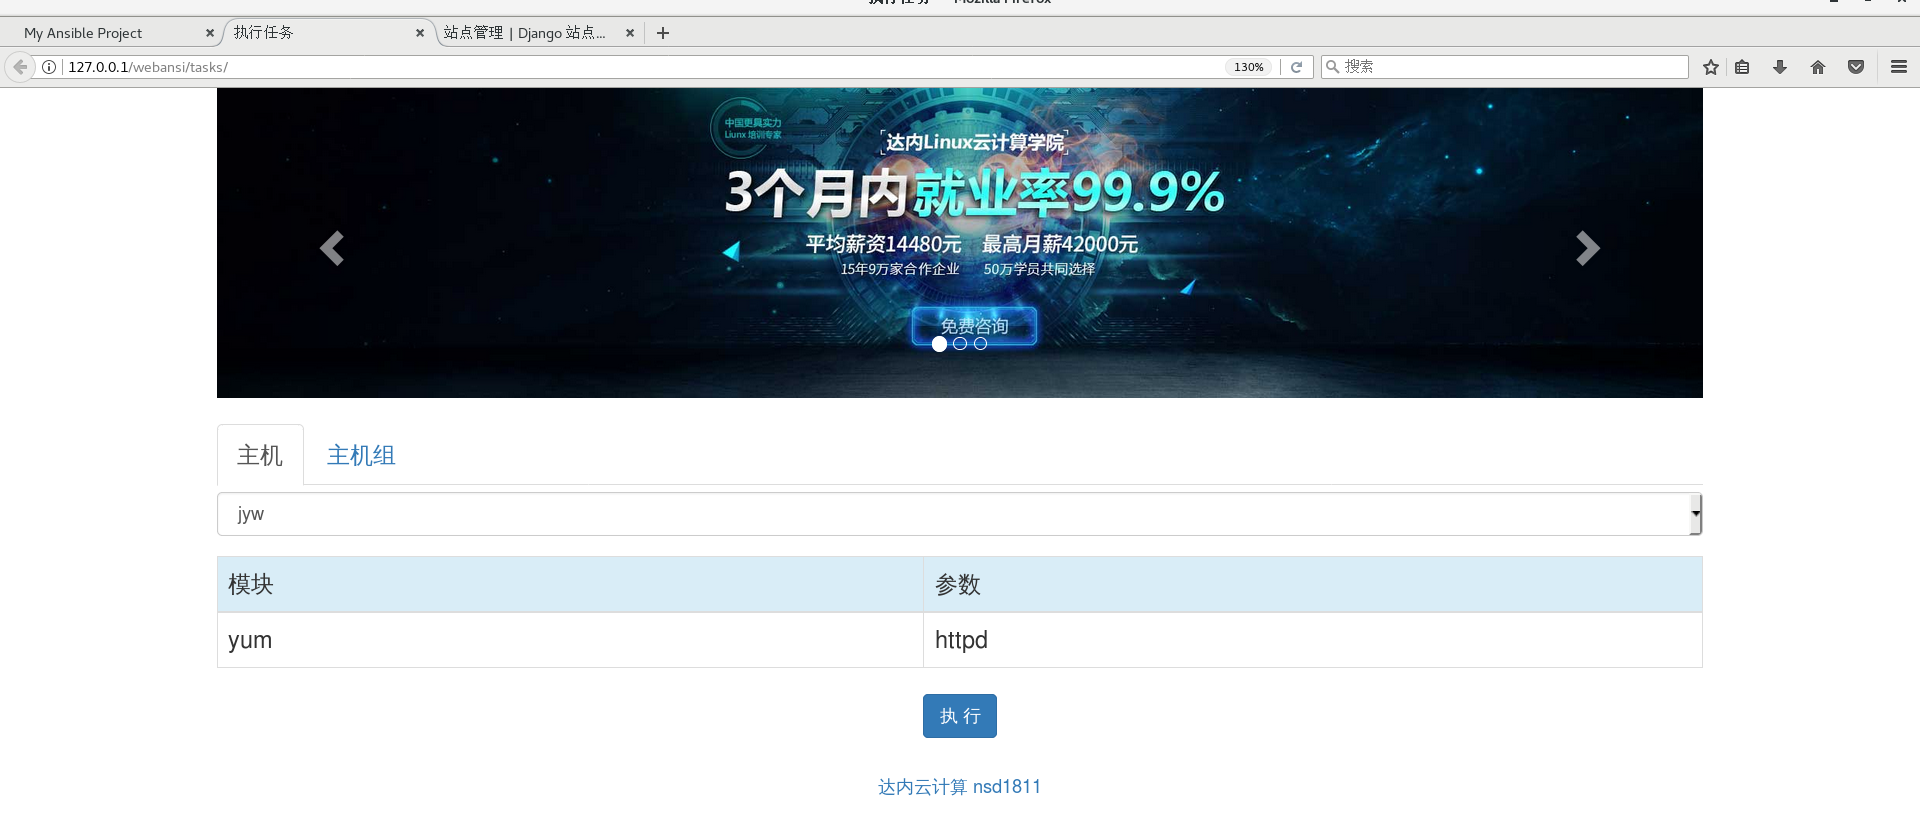 执行任务 - Mozilla Firefox
My Ansible Project
执行任务
站点管理 | Django 站点...
127.0.0.1/webansi/tasks/
130%
搜索
中国更具实力
Liunx 培训专家
达内Linux云计算学院
3个月内就业率99.9%
平均薪资14480元 最高月薪42000元
15年9万家合作企业 50万学员共同选择
免费咨询
主机 主机组
jyw
模块 参数
yum httpd
执 行
达内云计算 nsd1811